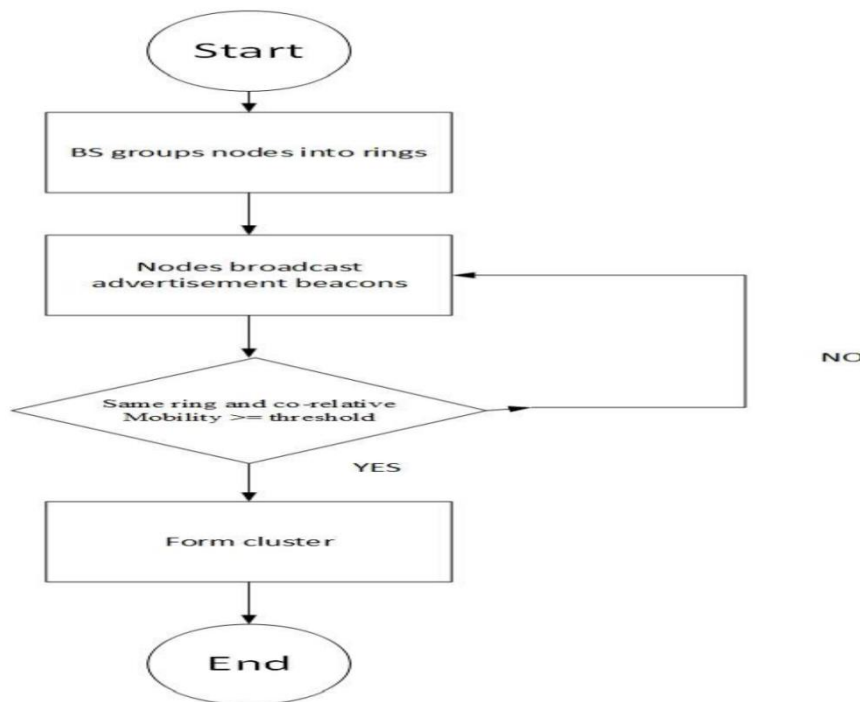 Start
BS groups nodes into rings
Nodes broadcast
advertisement beacons
Same ring and co-relative
Mobility >= threshold
NO
YES
Form cluster
End